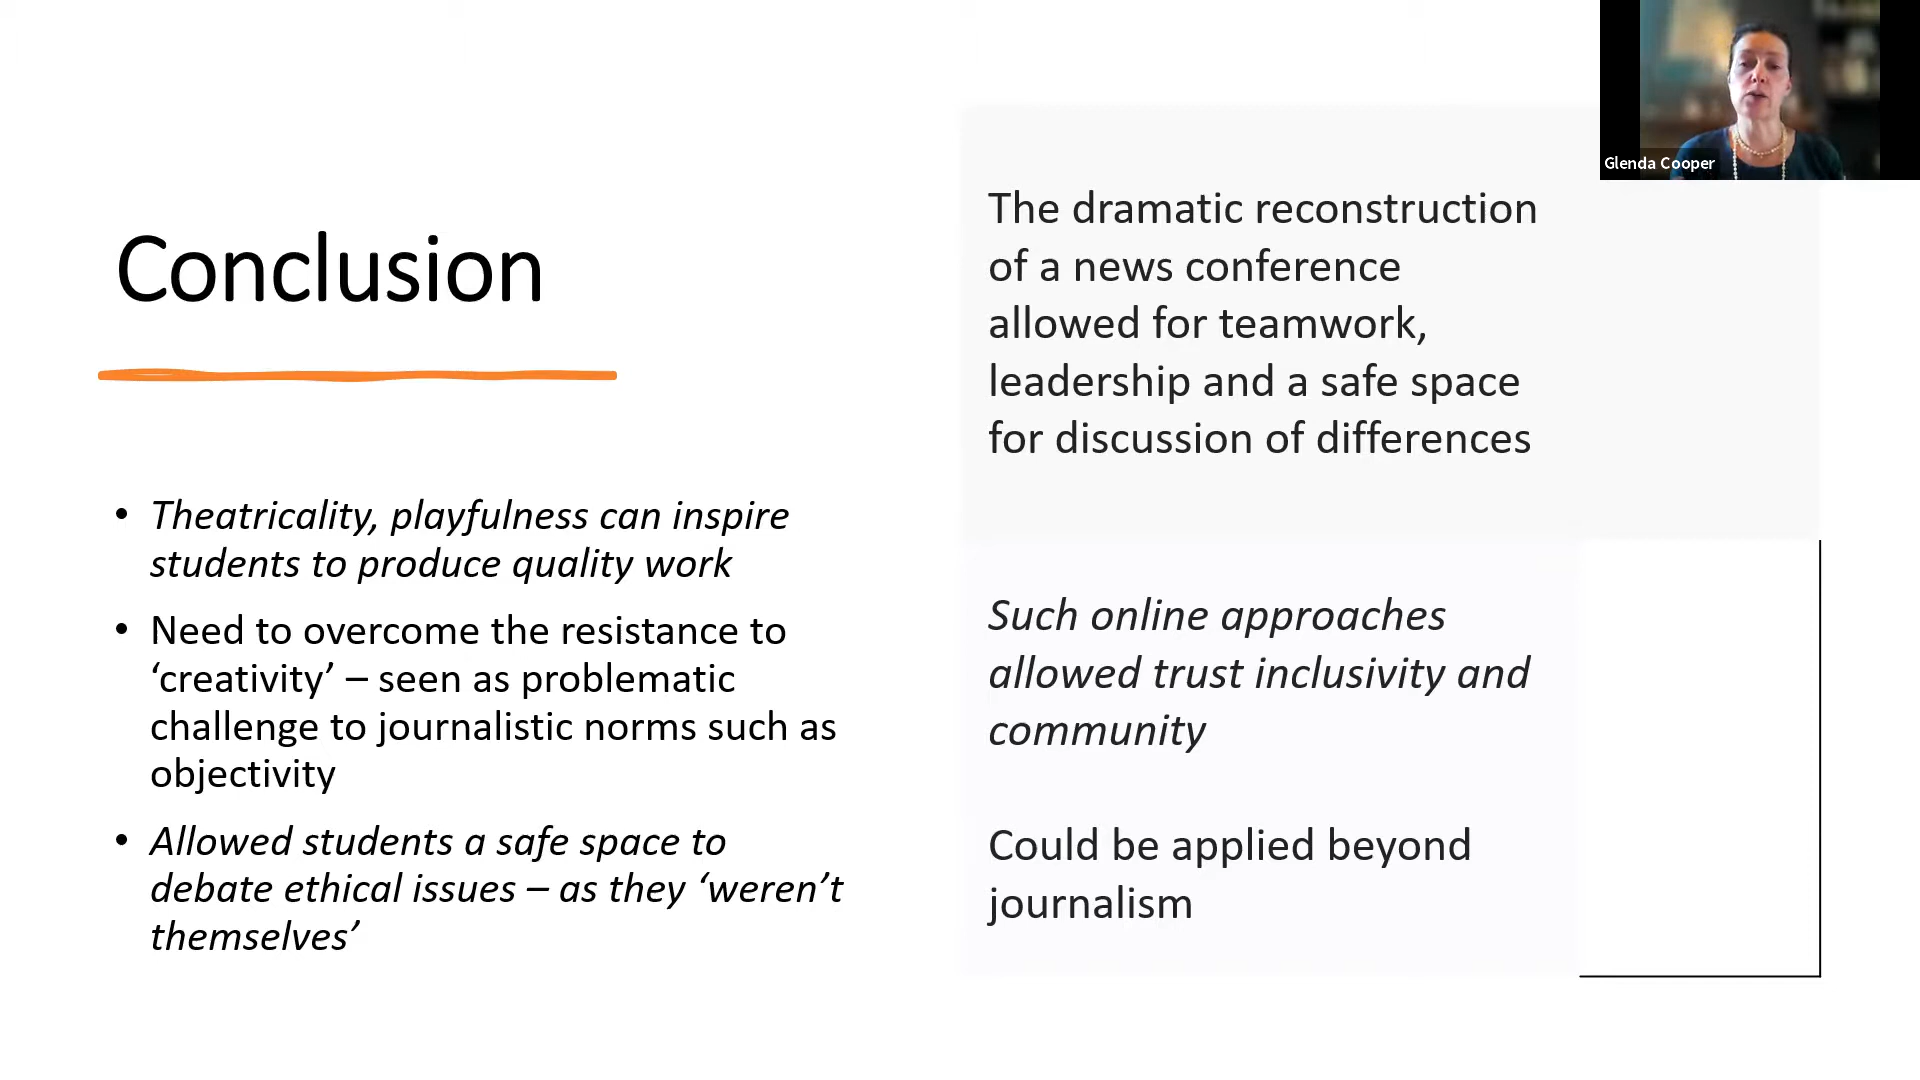 Conclusion
• Theatricality, playfulness can inspire
students to produce quality work
• Need to overcome the resistance to
‘creativity’ – seen as problematic
challenge to journalistic norms such as
objectivity
• Allowed students a safe space to
debate ethical issues – as they ‘weren’t
themselves’
The dramatic reconstruction
of a news conference
allowed for teamwork,
leadership and a safe space
for discussion of differences
Such online approaches
allowed trust inclusivity and
community
Could be applied beyond
journalism
Glenda Cooper